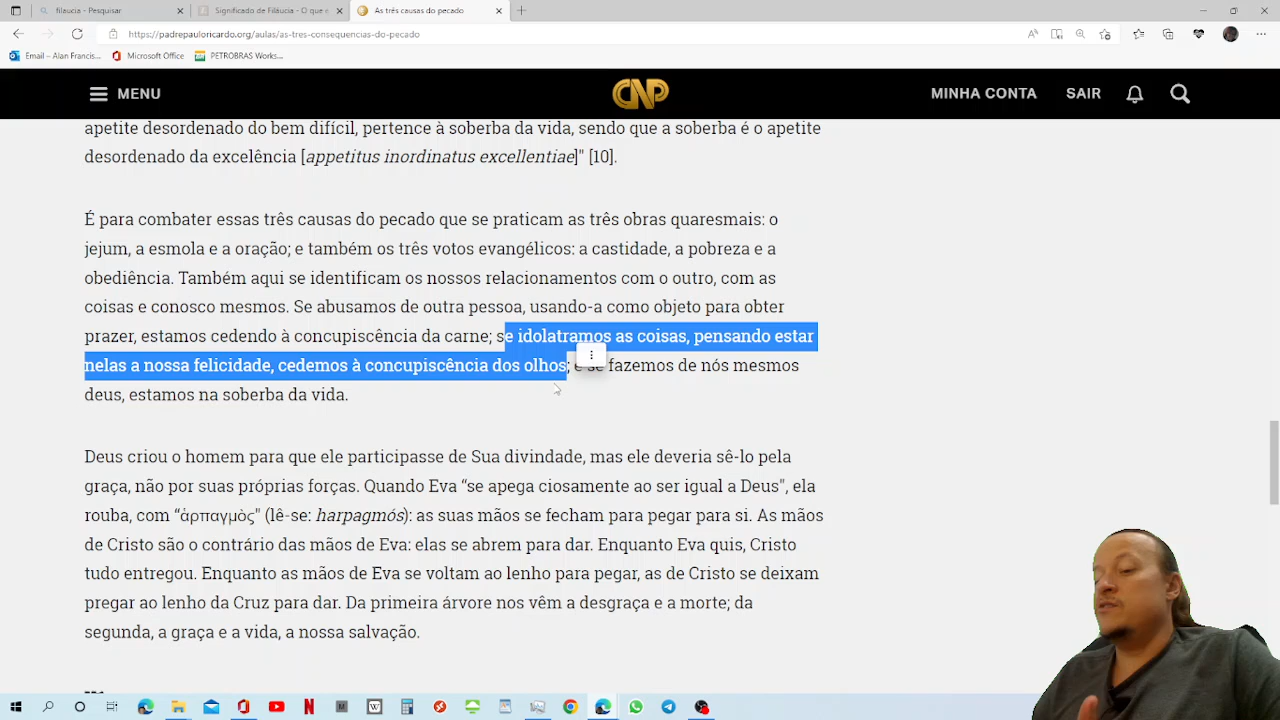 filaucia - Pesquisar
Significado de Filáucia - O que é
As três causas do pecado
https://padrepauloricardo.org/aulas/as-tres-consequencias-do-pecado
Email – Alan Francis...
Microsoft Office
PETROBRAS Works...
MENU
CNP
MINHA CONTA
SAIR
apetite desordenado do bem difícil, pertence à soberba da vida, sendo que a soberba é o apetite
desordenado da excelência [appetitus inordinatus excellentiae]" [10].
É para combater essas três causas do pecado que se praticam as três obras quaresmais: o
jejum, a esmola e a oração; e também os três votos evangélicos: a castidade, a pobreza e a
obediência. Também aqui se identificam os nossos relacionamentos com o outro, com as
coisas e conosco mesmos. Se abusamos de outra pessoa, usando-a como objeto para obter
prazer, estamos cedendo à concupiscência da carne; se idolatramos as coisas, pensando estar
nelas a nossa felicidade, cedemos à concupiscência dos olhos; e se fazemos de nós mesmos
deus, estamos na soberba da vida.
Deus criou o homem para que ele participasse de Sua divindade, mas ele deveria sê-lo pela
graça, não por suas próprias forças. Quando Eva “se apega ciosamente ao ser igual a Deus”, ela
rouba, com “ἁρπαγμὸς" (lê-se: harpagmós): as suas mãos se fecham para pegar para si. As mãos
de Cristo são o contrário das mãos de Eva: elas se abrem para dar. Enquanto Eva quis, Cristo
tudo entregou. Enquanto as mãos de Eva se voltam ao lenho para pegar, as de Cristo se deixam
pregar ao lenho da Cruz para dar. Da primeira árvore nos vêm a desgraça e a morte; da
segunda, a graça e a vida, a nossa salvação.